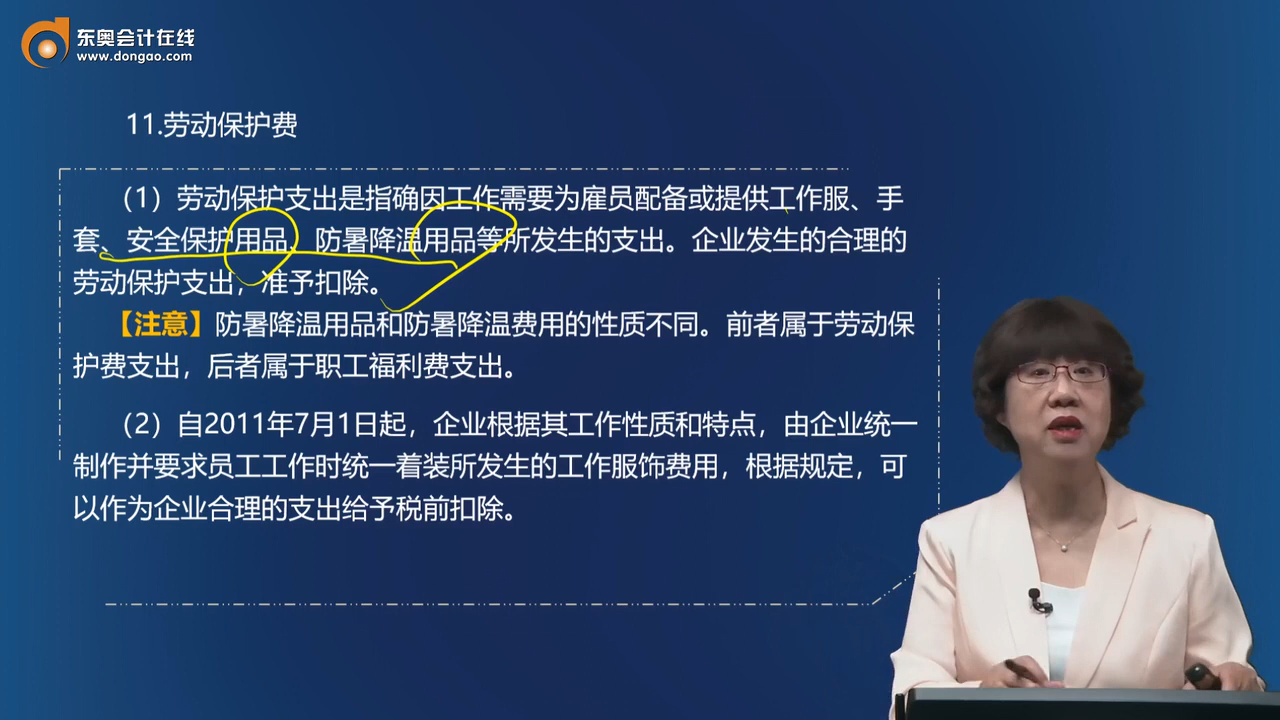 东奥会计在线
www.dongao.com
11.劳动保护费
（1）劳动保护支出是指确因工作需要为雇员配备或提供工作服、手
套、安全保护用品、防暑降温用品等所发生的支出。企业发生的合理的
劳动保护支出，准予扣除。
【注意】防暑降温用品和防暑降温费用的性质不同。前者属于劳动保
护费支出，后者属于职工福利费支出。
（2）自2011年7月1日起，企业根据其工作性质和特点，由企业统一
制作并要求员工工作时统一着装所发生的工作服饰费用，根据规定，可
以作为企业合理的支出给予税前扣除。